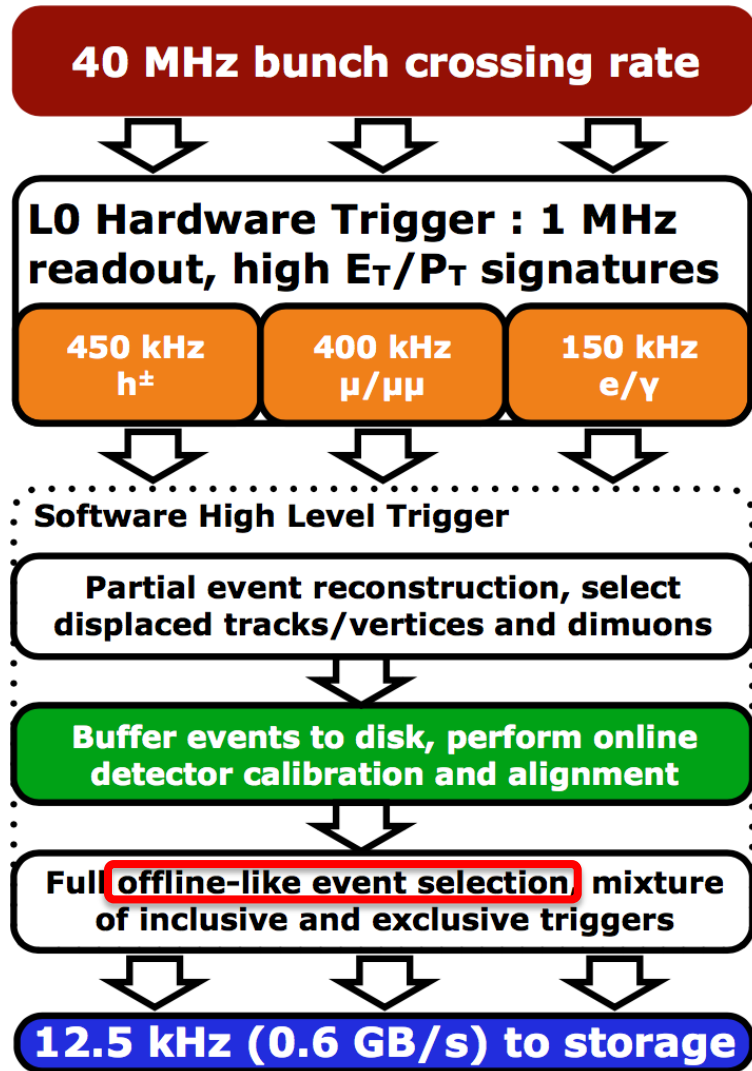 40 MHz bunch crossing rate
L0 Hardware Trigger : 1 MHz
readout, high E_T/P_T signatures
450 kHz
h±
400 kHz
μ/μμ
150 kHz
e/γ
Software High Level Trigger
Partial event reconstruction, select
displaced tracks/vertices and dimuons
Buffer events to disk, perform online
detector calibration and alignment
Full offline-like event selection, mixture
of inclusive and exclusive triggers
12.5 kHz (0.6 GB/s) to storage